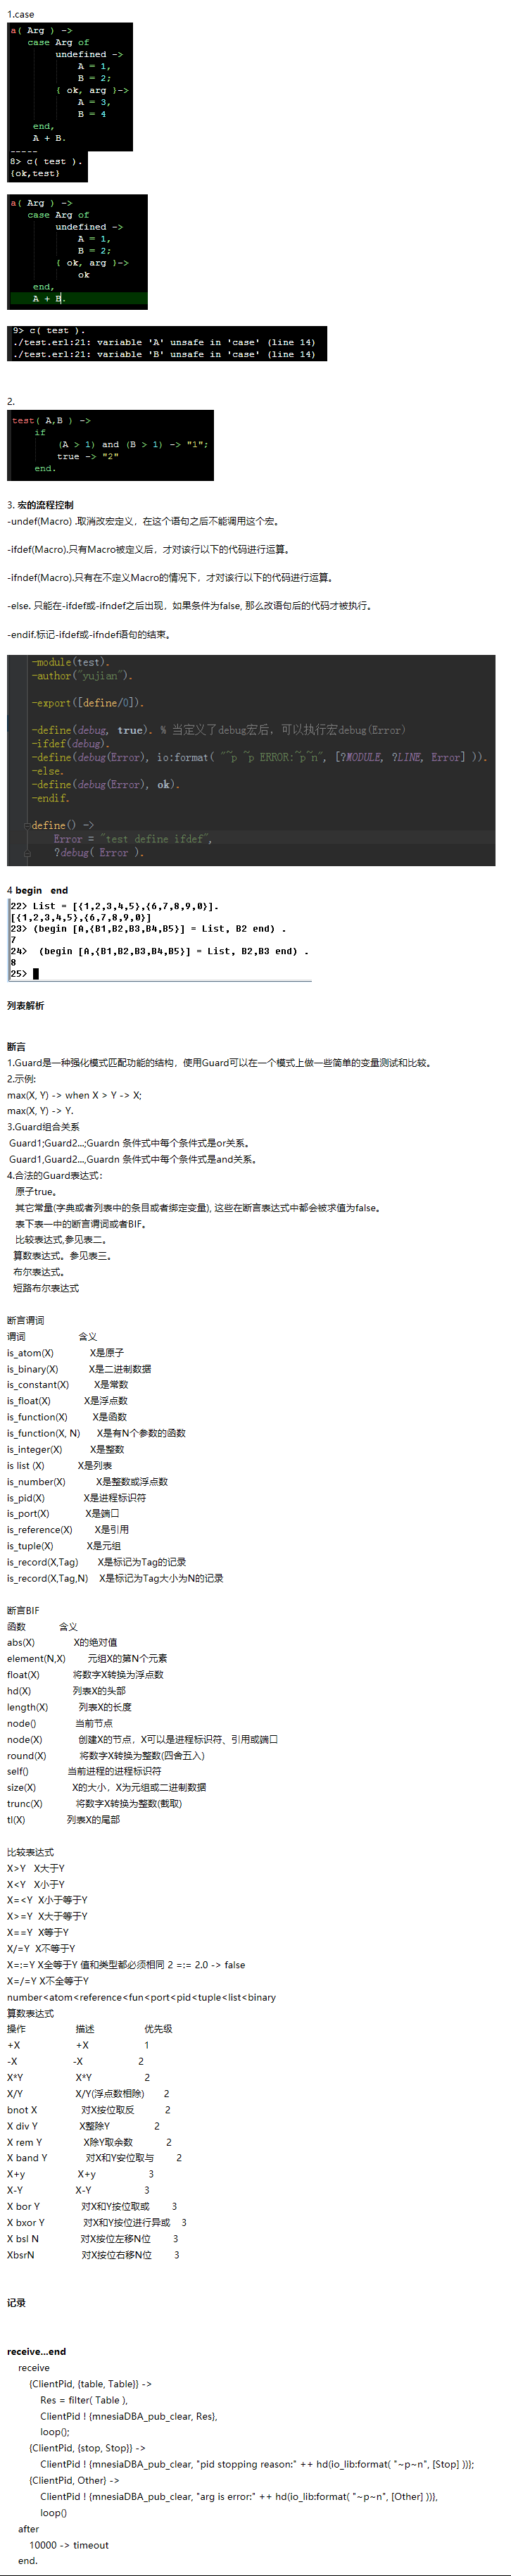 1.case
a( Arg ) ->
case Arg of
undefined ->
A = 1,
B = 2;
{ ok, arg }->
A = 3,
B = 4
end,
A + B.
-----
8> c( test ).
{ok,test}
a( Arg ) ->
case Arg of
undefined ->
A = 1,
B = 2;
{ ok, arg }->
ok
end,
A + B.
9> c( test ).
./test.erl:21: variable 'A' unsafe in 'case' (line 14)
./test.erl:21: variable 'B' unsafe in 'case' (line 14)
2.
test( A,B ) ->
if
(A > 1) and (B > 1) -> "1";
true -> "2"
end.
3. 宏的流程控制
-undef(Macro) .取消改宏定义，在这个语句之后不能调用这个宏。
-ifdef(Macro).只有Macro被定义后，才对该行以下的代码进行运算。
-ifndef(Macro).只有在不定义Macro的情况下，才对该行以下的代码进行运算。
-else. 只能在-ifdef或-ifndef之后出现，如果条件为false, 那么改语句后的代码才被执行。
-endif.标记-ifdef或-ifndef语句的结束。
-module(test).
-author("yujian").
-export([define/0]).
-define(debug, true). % 当定义了debug宏后，可以执行宏debug(Error)
-ifdef(debug).
-define(debug(Error), io:format( "~p ~p ERROR:~p~n", [?MODULE, ?LINE, Error] )).
-else.
-define(debug(Error), ok).
-endif.
define() ->
Error = "test define ifdef",
?debug( Error ).
4 begin end
22> List = [{1,2,3,4,5},{6,7,8,9,0}].
[{1,2,3,4,5},{6,7,8,9,0}]
23> (begin [A,{B1,B2,B3,B4,B5}] = List, B2 end) .
7
24> (begin [A,{B1,B2,B3,B4,B5}] = List, B2,B3 end) .
8
25>
列表解析
断言
1.Guard是一种强化模式匹配功能的结构，使用Guard可以在一个模式上做一些简单的变量测试和比较。
2.示例:
max(X, Y) -> when X > Y -> X;
max(X, Y) -> Y.
3.Guard组合关系
Guard1;Guard2...;Guardn 条件式中每个条件式是or关系。
Guard1,Guard2...,Guardn 条件式中每个条件式是and关系。
4.合法的Guard表达式：
原子true。
其它常量(字典或者列表中的条目或者绑定变量), 这些在断言表达式中都会被求值为false。
表下表一中的断言谓词或者BIF。
比较表达式,参见表二。
算数表达式。参见表三。
布尔表达式。
短路布尔表达式
断言谓词
谓词 含义
is_atom(X) X是原子
is_binary(X) X是二进制数据
is_constant(X) X是常数
is_float(X) X是浮点数
is_function(X) X是函数
is_function(X, N) X是有N个参数的函数
is_integer(X) X是整数
is list (X) X是列表
is_number(X) X是整数或浮点数
is_pid(X) X是进程标识符
is_port(X) X是端口
is_reference(X) X是引用
is_tuple(X) X是元组
is_record(X,Tag) X是标记为Tag的记录
is_record(X,Tag,N) X是标记为Tag大小为N的记录
断言BIF
函数 含义
abs(X) X的绝对值
element(N,X) 元组X的第N个元素
float(X) 将数字X转换为浮点数
hd(X) 列表X的头部
length(X) 列表X的长度
node() 当前节点
node(X) 创建X的节点，X可以是进程标识符、引用或端口
round(X) 将数字X转换为整数(四舍五入)
self() 当前进程的进程标识符
size(X) X的大小，X为元组或二进制数据
trunc(X) 将数字X转换为整数(截取)
tl(X) 列表X的尾部
比较表达式
X>Y X大于Y
X<Y X小于Y
X=<Y X小于等于Y
X>=Y X大于等于Y
X==Y X等于Y
X/=Y X不等于Y
X=:=Y X全等于Y 值和类型都必须相同 2 =:= 2.0 -> false
X=/=Y X不全等于Y
number<atom<reference<fun<port<pid<tuple<list<binary
算数表达式
操作 描述 优先级
+X +X 1
-X -X 2
X*Y X*Y 2
X/Y X/Y(浮点数相除) 2
bnot X 对X按位取反 2
X div Y X整除Y 2
X rem Y X除Y取余数 2
X band Y 对X和Y安位取与 2
X+y X+y 3
X-Y X-Y 3
X bor Y 对X和Y按位取或 3
X bxor Y 对X和Y按位进行异或 3
X bsl N 对X按位左移N位 3
XbsrN 对X按位右移N位 3
记录
receive...end
receive
{ClientPid, {table, Table}} ->
Res = filter( Table ),
ClientPid ! {mnesiaDBA_pub_clear, Res},
loop();
{ClientPid, {stop, Stop}} ->
ClientPid ! {mnesiaDBA_pub_clear, "pid stopping reason:" ++ hd(io_lib:format( "~p~n", [Stop] ))};
{ClientPid, Other} ->
ClientPid ! {mnesiaDBA_pub_clear, "arg is error:" ++ hd(io_lib:format( "~p~n", [Other] ))},
loop()
after
10000 -> timeout
end.